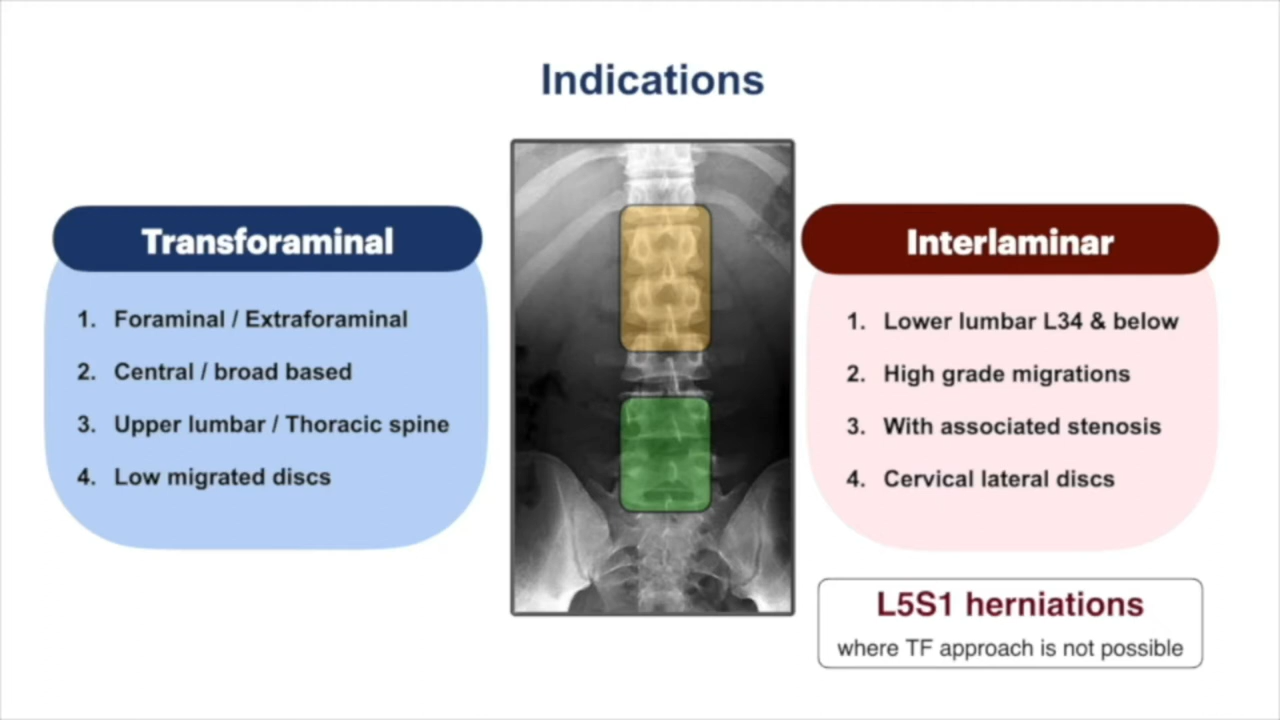 Indications
Transforaminal
1. Foraminal / Extraforaminal
2. Central / broad based
3. Upper lumbar / Thoracic spine
4. Low migrated discs
Interlaminar
1. Lower lumbar L34 & below
2. High grade migrations
3. With associated stenosis
4. Cervical lateral discs
L5S1 herniations
where TF approach is not possible